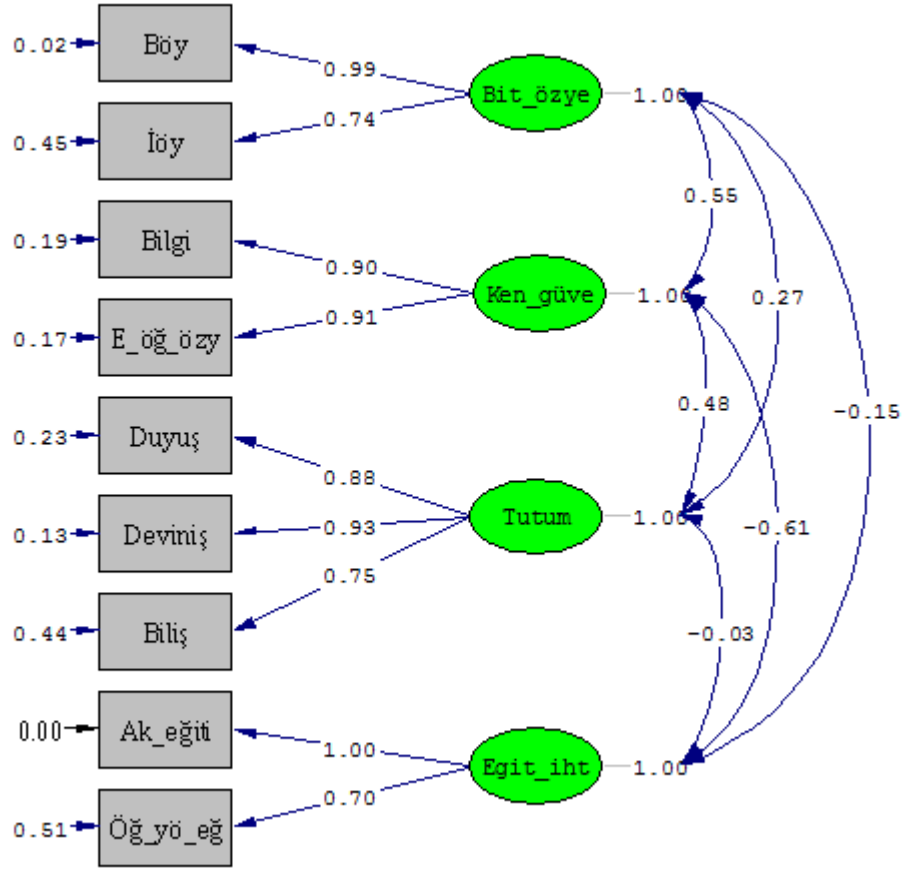 0.02 Böy
0.99
Bit_özye 1.00
0.74
0.45 İöy
0.55
0.19 Bilgi
0.90
Ken_güve 1.00
0.27
0.91
0.17 E_öğ_özy
0.48
-0.15
0.23 Duyuş
0.88
Tutum 1.00
0.93
0.13 Deviniş
-0.61
0.75
0.44 Biliş
-0.03
0.00 Ak_eğiti
1.00
Egit_iht 1.00
0.70
0.51 Öğ_yö_eğ